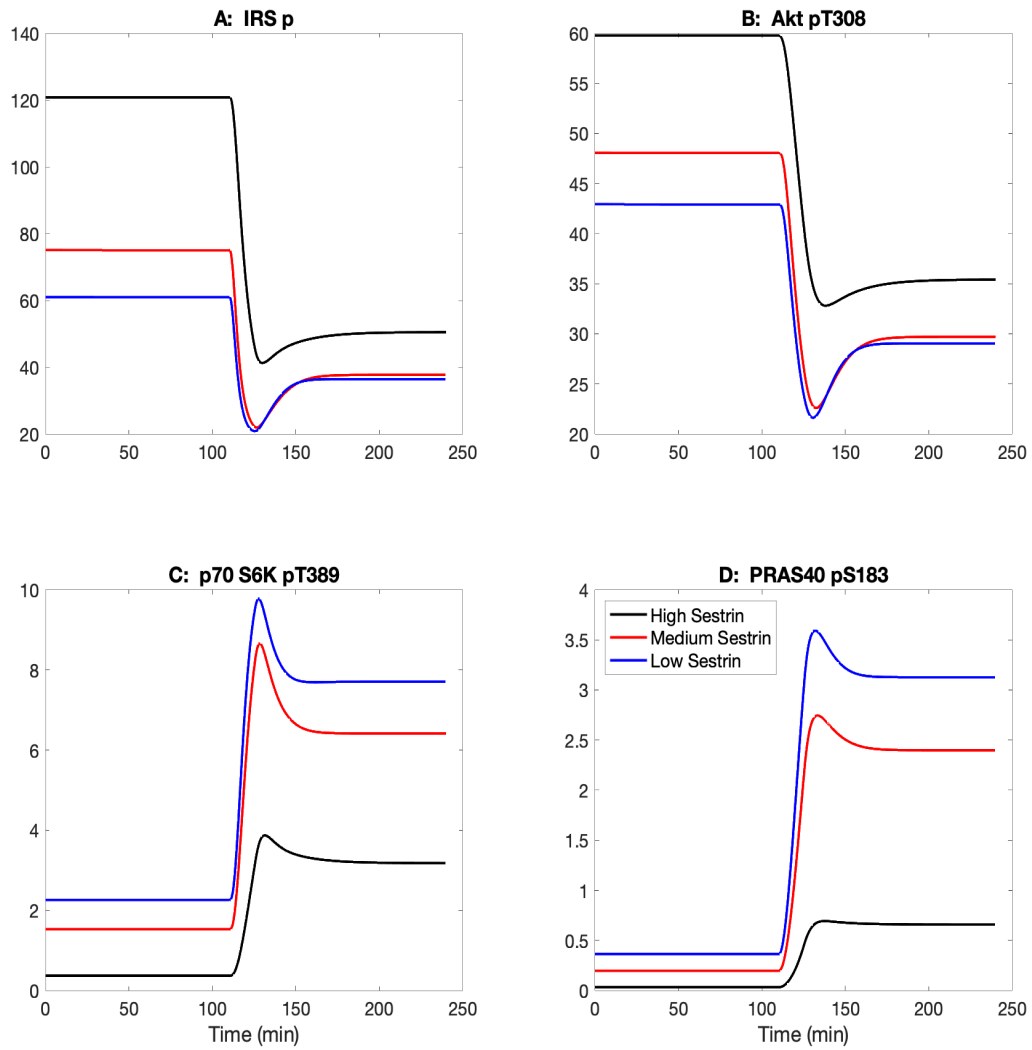 A: IRS p
140
120
100
80
60
40
20
0 50 100 150 200 250
B: Akt pT308
60
55
50
45
40
35
30
25
20
0 50 100 150 200 250
C: p70 S6K pT389
10
8
6
4
2
0
0 50 100 150 200 250
Time (min)
D: PRAS40 pS183
4
3.5
3
2.5
2
1.5
1
0.5
0
High Sestrin
Medium Sestrin
Low Sestrin
0 50 100 150 200 250
Time (min)